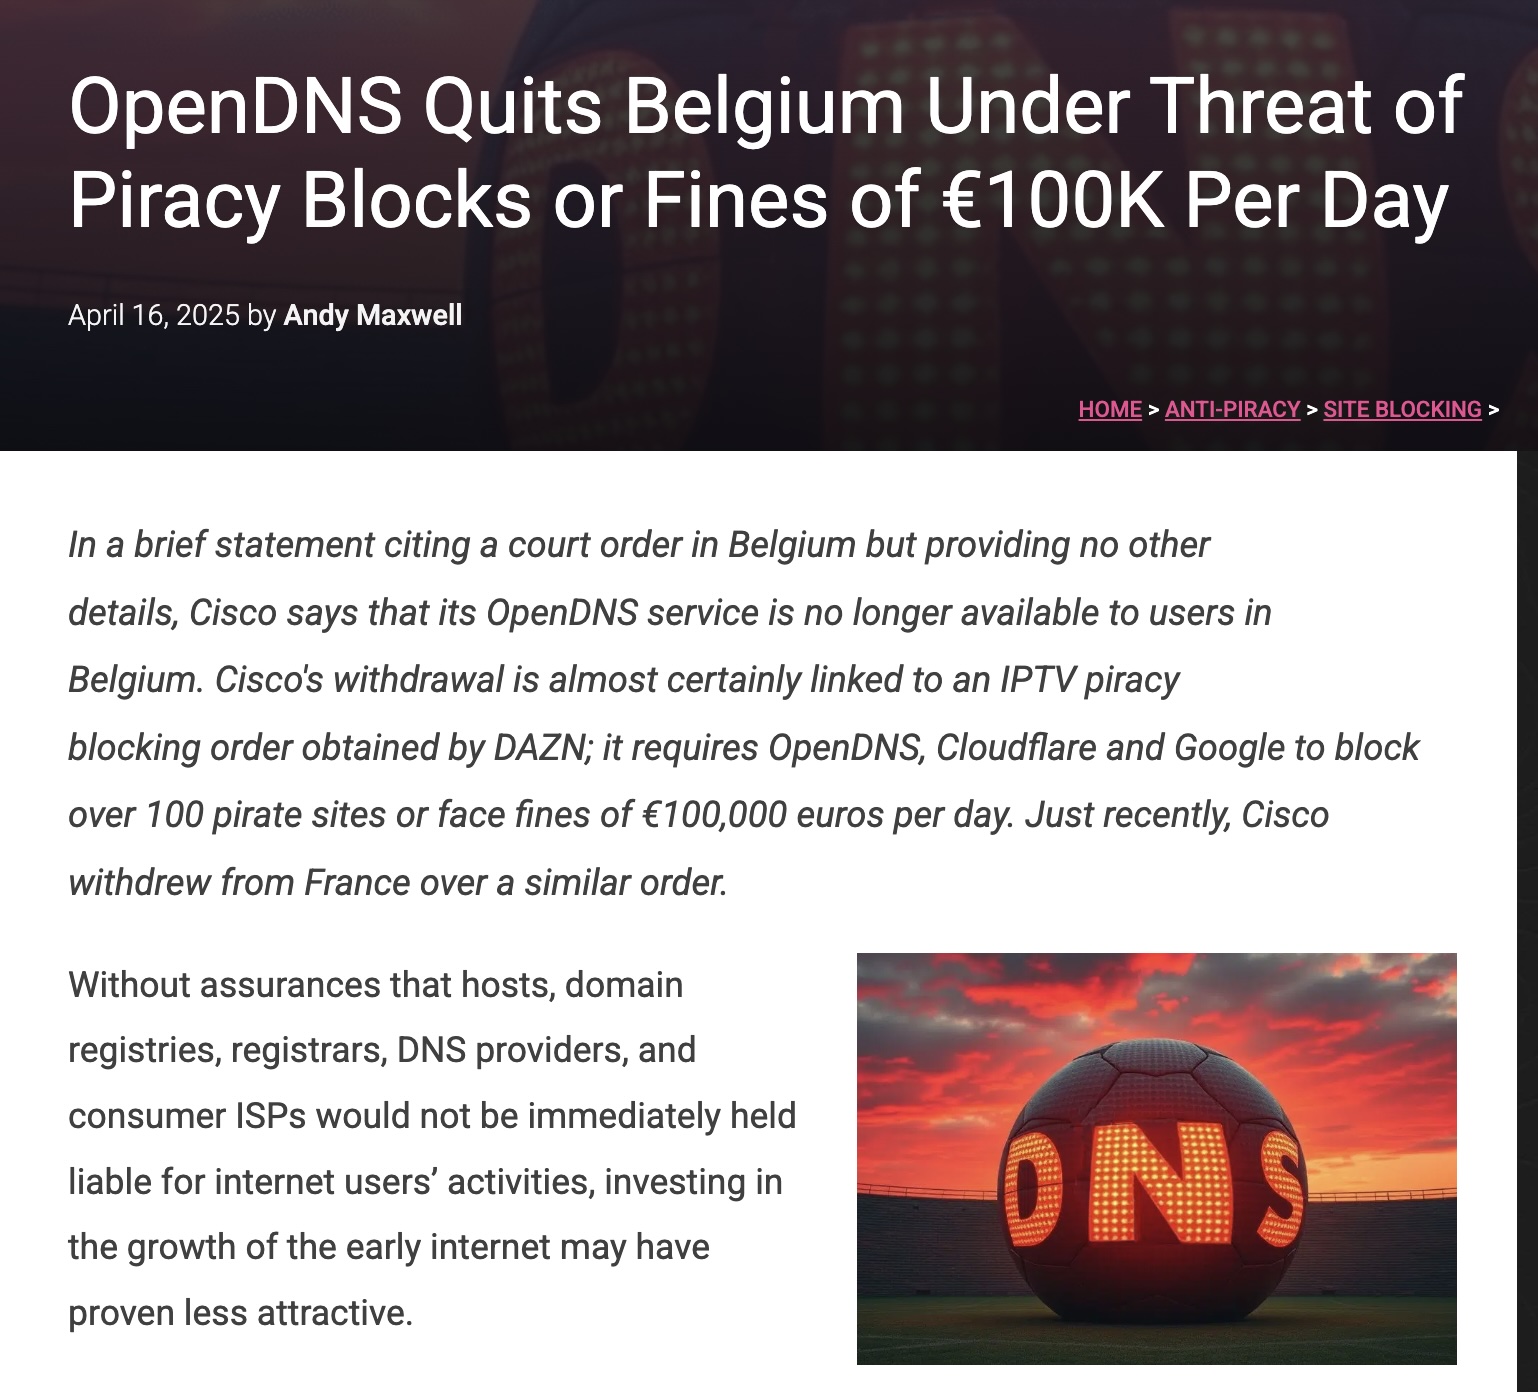 OpenDNS Quits Belgium Under Threat of
Piracy Blocks or Fines of €100K Per Day
April 16, 2025 by Andy Maxwell
HOME > ANTI-PIRACY > SITE BLOCKING >
In a brief statement citing a court order in Belgium but providing no other
details, Cisco says that its OpenDNS service is no longer available to users in
Belgium. Cisco's withdrawal is almost certainly linked to an IPTV piracy
blocking order obtained by DAZN; it requires OpenDNS, Cloudflare and Google to block
over 100 pirate sites or face fines of €100,000 euros per day. Just recently, Cisco
withdrew from France over a similar order.
Without assurances that hosts, domain
registries, registrars, DNS providers, and
consumer ISPs would not be immediately held
liable for internet users’ activities, investing in
the growth of the early internet may have
proven less attractive.
DNS